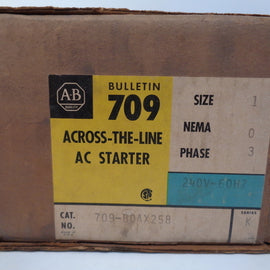 A-B
BULLETIN
709
ACROSS-THE-LINE
AC STARTER
SIZE 1
NEMA 0
PHASE 3
240V-60HZ
CAT.
NO.
709-BOAX258
SERIES
K